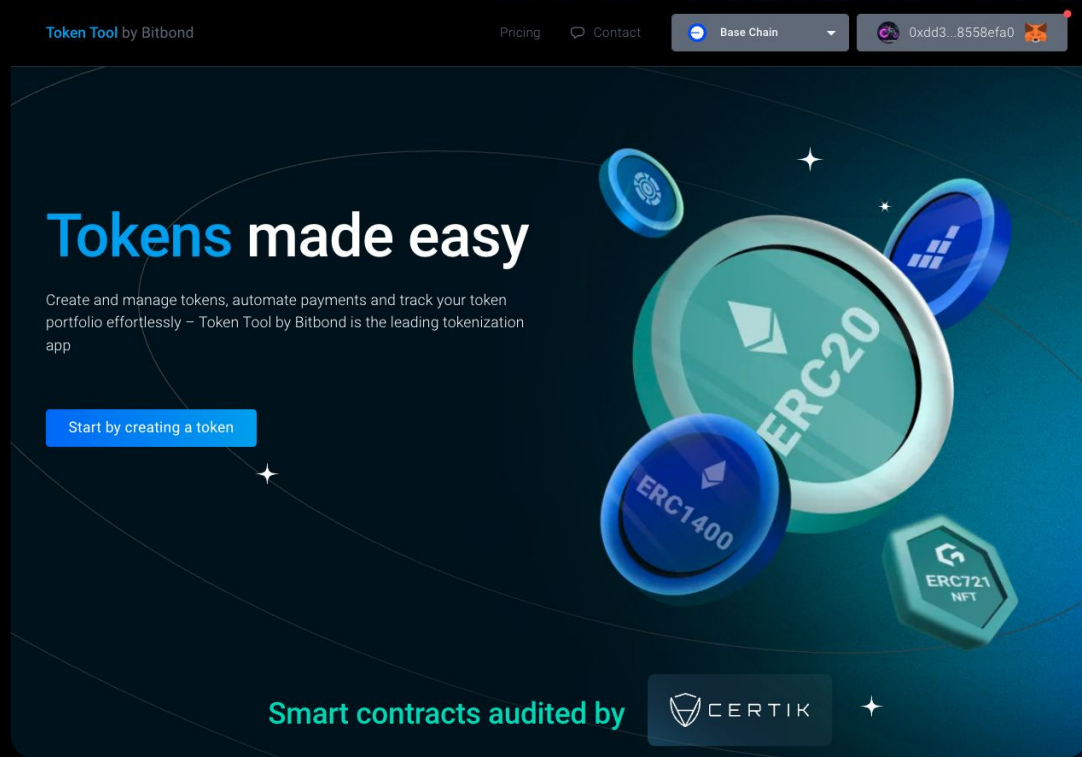 Token Tool by Bitbond
Pricing
Contact
Base Chain
0xdd3...8558efa0
Tokens made easy
Create and manage tokens, automate payments and track your token
portfolio effortlessly – Token Tool by Bitbond is the leading tokenization
app
Start by creating a token
ERC20
ERC1400
ERC721
NFT
Smart contracts audited by
CERTIK